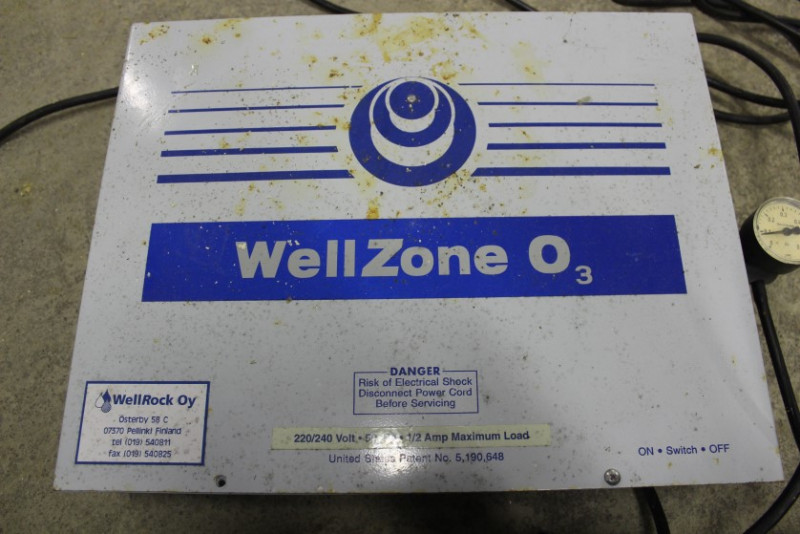 WellZone O3
DANGER
Risk of Electrical Shock
Disconnect Power Cord
Before Servicing
WellRock Oy
Österby 58 C
07370 Pellinki Finland
tel (019) 540811
fax (019) 540825
220/240 Volt • • 1/2 Amp Maximum Load
United States Patent No. 5,190,648
ON • Switch • OFF